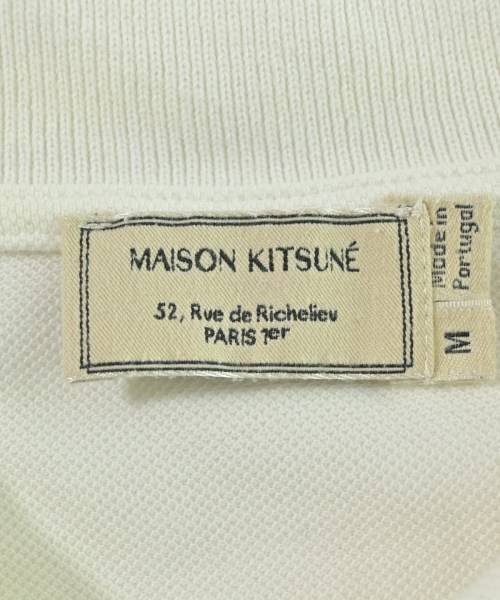 MAISON KITSUNÉ
52, Rue de Richelieu
PARIS 1er
Made in
Portugal
M